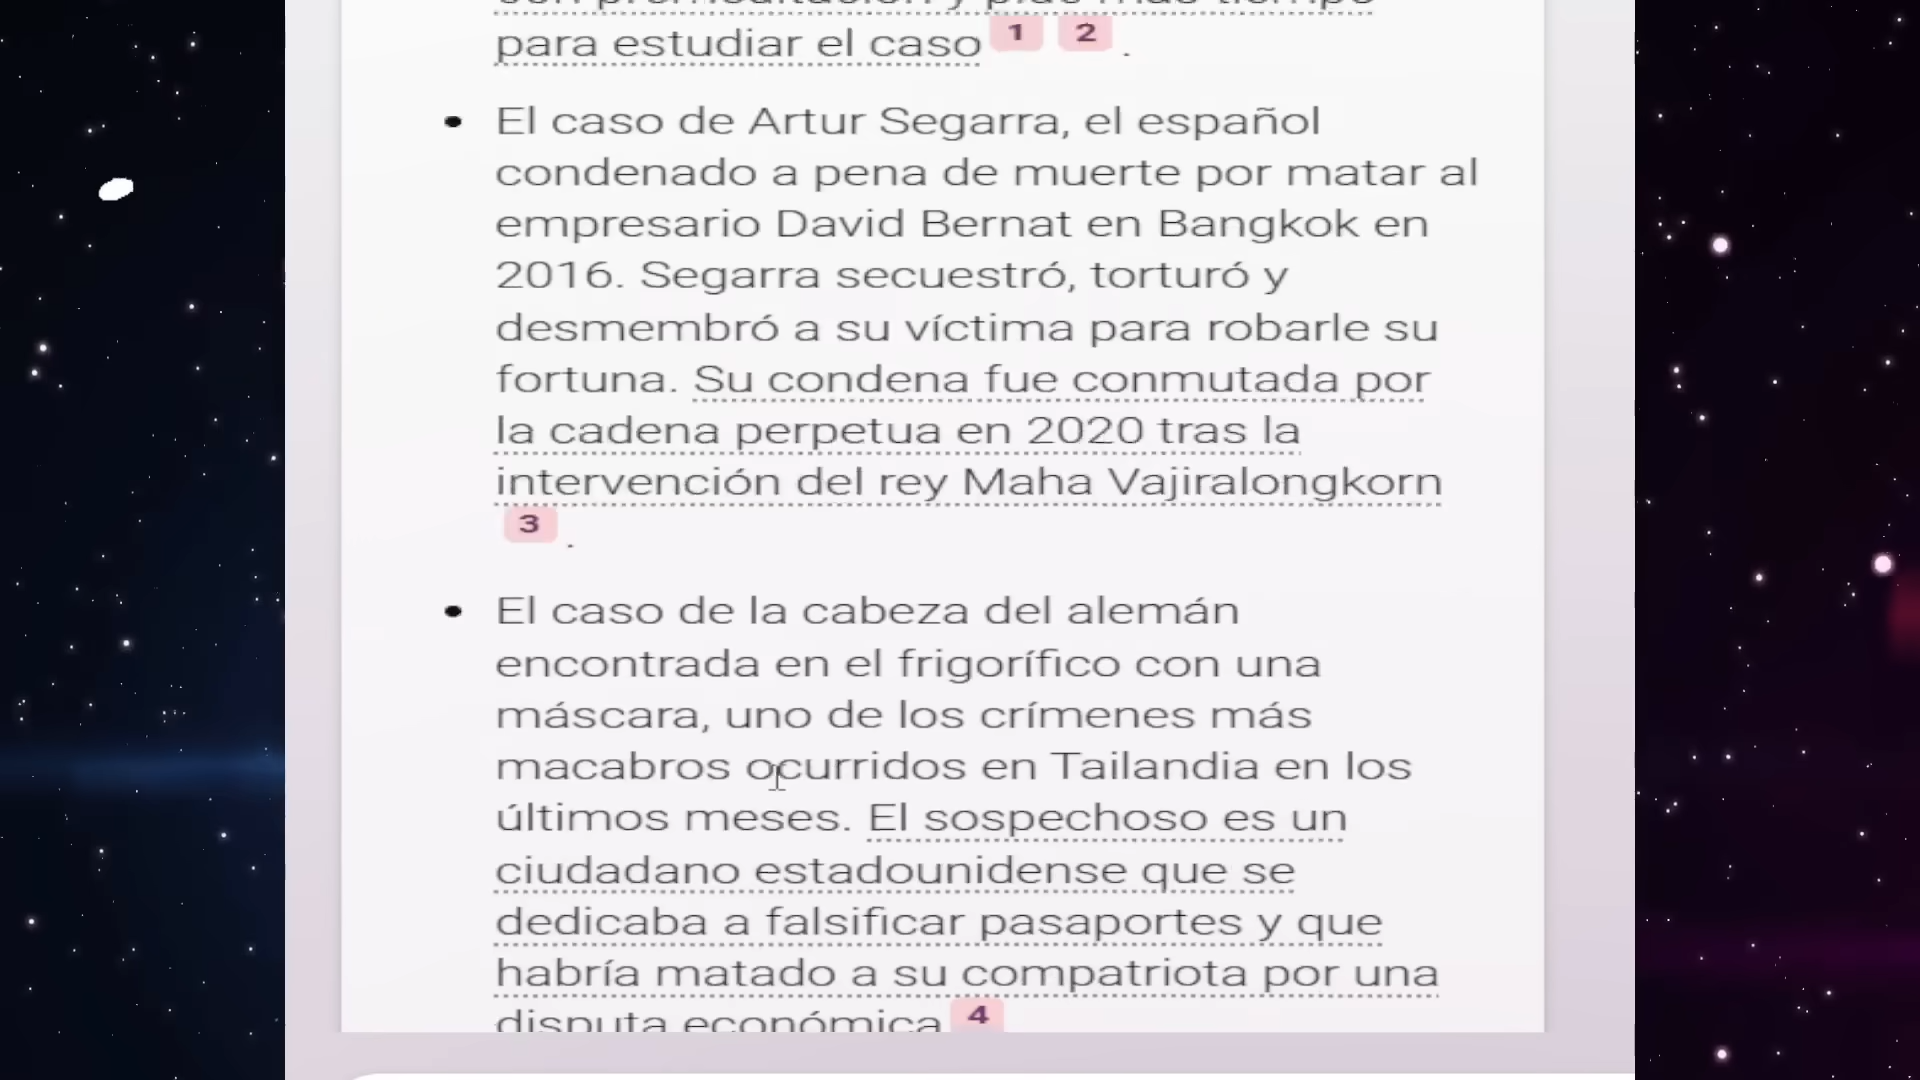 para estudiar el caso 1 2 .
• El caso de Artur Segarra, el español
condenado a pena de muerte por matar al
empresario David Bernat en Bangkok en
2016. Segarra secuestró, torturó y
desmembró a su víctima para robarle su
fortuna. Su condena fue conmutada por
la cadena perpetua en 2020 tras la
intervención del rey Maha Vajiralongkorn
3 .
• El caso de la cabeza del alemán
encontrada en el frigorífico con una
máscara, uno de los crímenes más
macabros ocurridos en Tailandia en los
últimos meses. El sospechoso es un
ciudadano estadounidense que se
dedicaba a falsificar pasaportes y que
habría matado a su compatriota por una
disputa económica 4